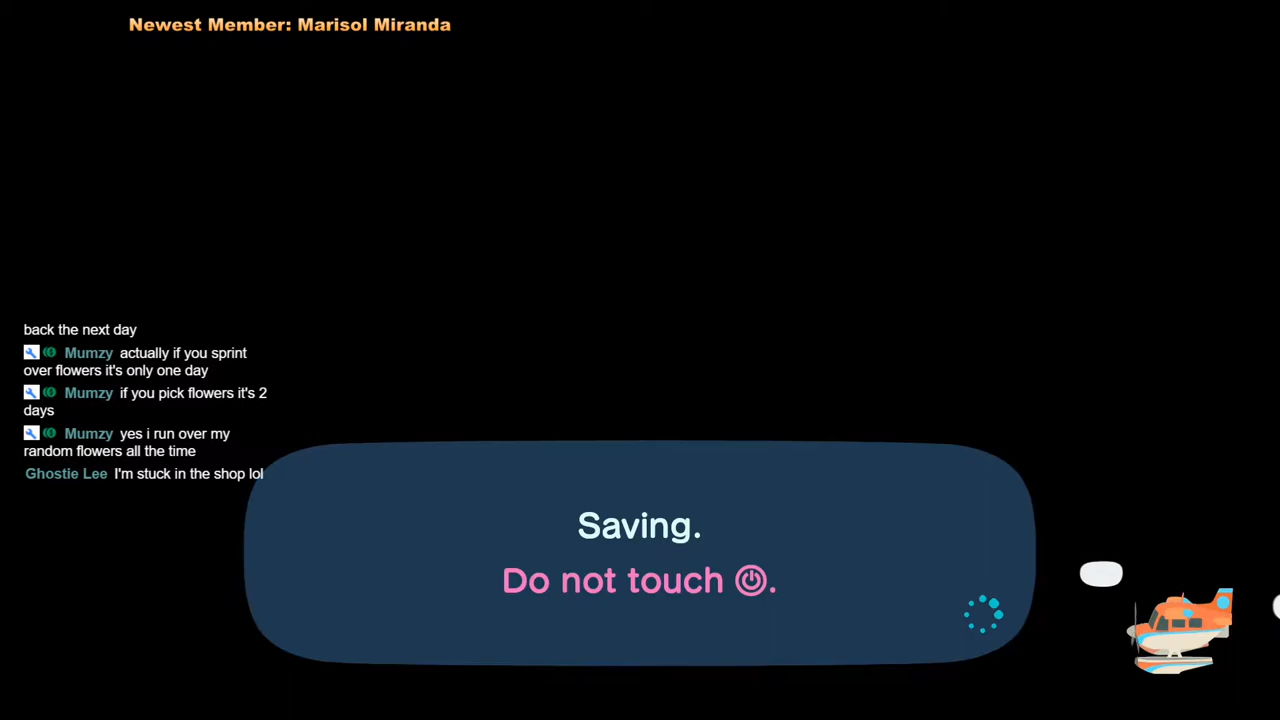 Newest Member: Marisol Miranda
back the next day
Mumzy actually if you sprint
over flowers it's only one day
Mumzy if you pick flowers it's 2
days
Mumzy yes i run over my
random flowers all the time
Ghostie Lee I'm stuck in the shop lol
Saving.
Do not touch ⏻.